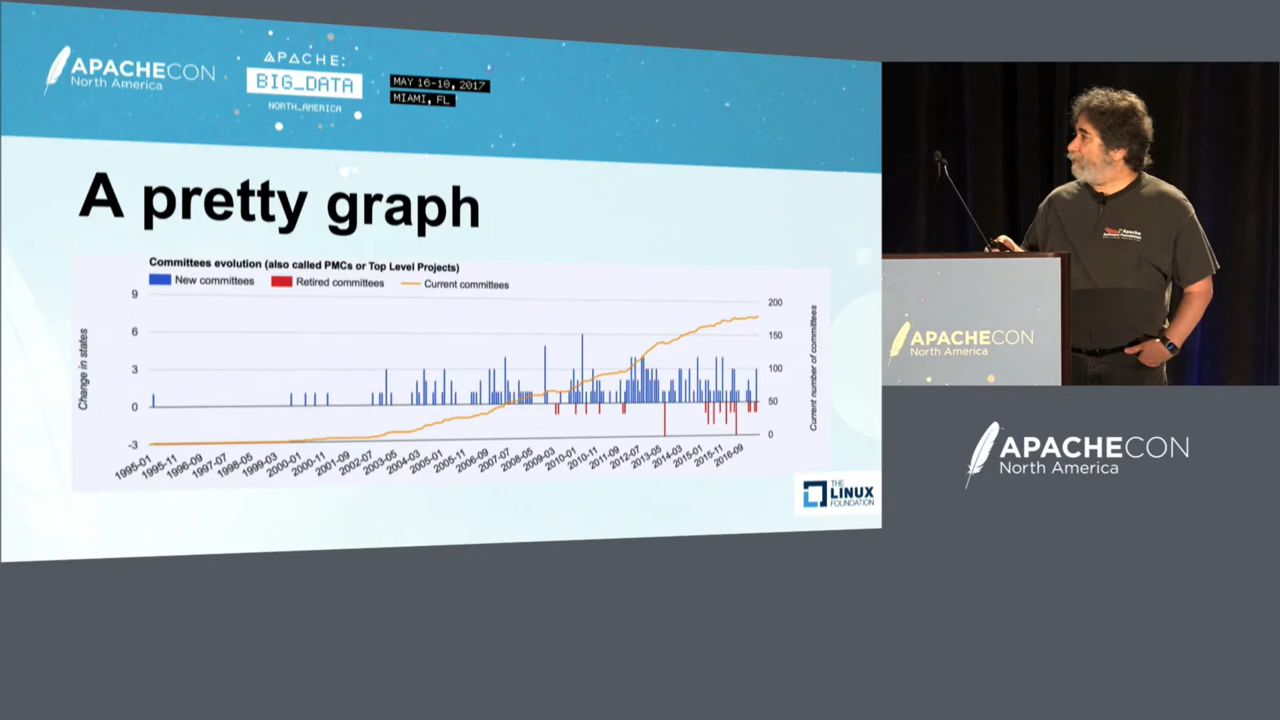 APACHECON
North America
APACHE:
BIG_DATA
NORTH_AMERICA
MAY 16-18, 2017
MIAMI, FL
A pretty graph
Committees evolution (also called PMCs or Top Level Projects)
New committees
Retired committees
Current committees
9
6
3
0
-3
Change in states
200
150
100
50
0
Current number of committees
1995-01
1995-11
1996-09
1997-07
1998-05
1999-03
2000-01
2000-11
2001-09
2002-07
2003-05
2004-03
2005-01
2005-11
2006-09
2007-07
2008-05
2009-03
2010-01
2010-11
2011-09
2012-07
2013-05
2014-03
2015-01
2015-11
2016-09
THE
LINUX
FOUNDATION
Apache
Software Foundation
APACHECON
North America
APACHECON
North America